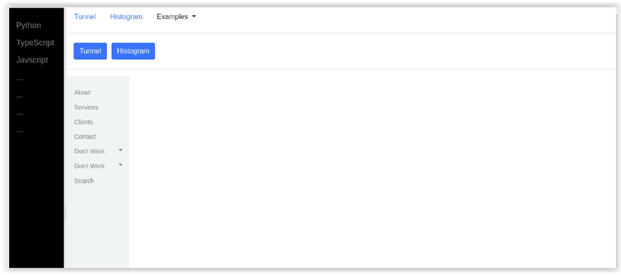 Python
TypeScript
Javscript
...
...
...
...
Tunnel Histogram Examples
Tunnel Histogram
About
Services
Clients
Contact
Don't Work
Don't Work
Search